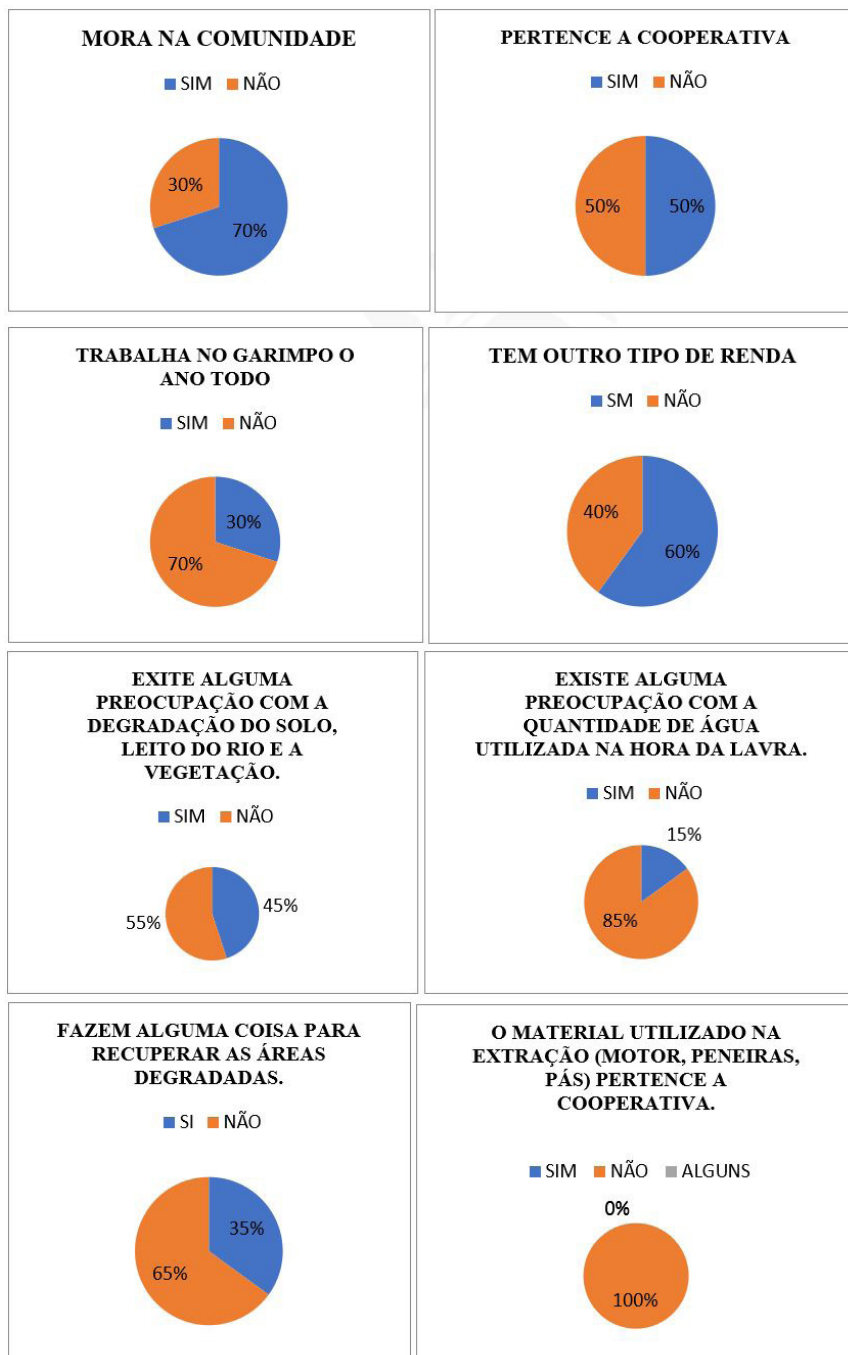 MORA NA COMUNIDADE
SIM NÃO
30%
70%
PERTENCE A COOPERATIVA
SIM NÃO
50% 50%
TRABALHA NO GARIMPO O
ANO TODO
SIM NÃO
30%
70%
TEM OUTRO TIPO DE RENDA
SM NÃO
40%
60%
EXITE ALGUMA
PREOCUPAÇÃO COM A
DEGRADAÇÃO DO SOLO,
LEITO DO RIO E A
VEGETAÇÃO.
SIM NÃO
55% 45%
EXISTE ALGUMA
PREOCUPAÇÃO COM A
QUANTIDADE DE ÁGUA
UTILIZADA NA HORA DA LAVRA.
SIM NÃO
15%
85%
FAZEM ALGUMA COISA PARA
RECUPERAR AS ÁREAS
DEGRADADAS.
SI NÃO
35%
65%
O MATERIAL UTILIZADO NA
EXTRAÇÃO (MOTOR, PENEIRAS,
PÁS) PERTENCE A
COOPERATIVA.
SIM NÃO ALGUNS
0%
100%